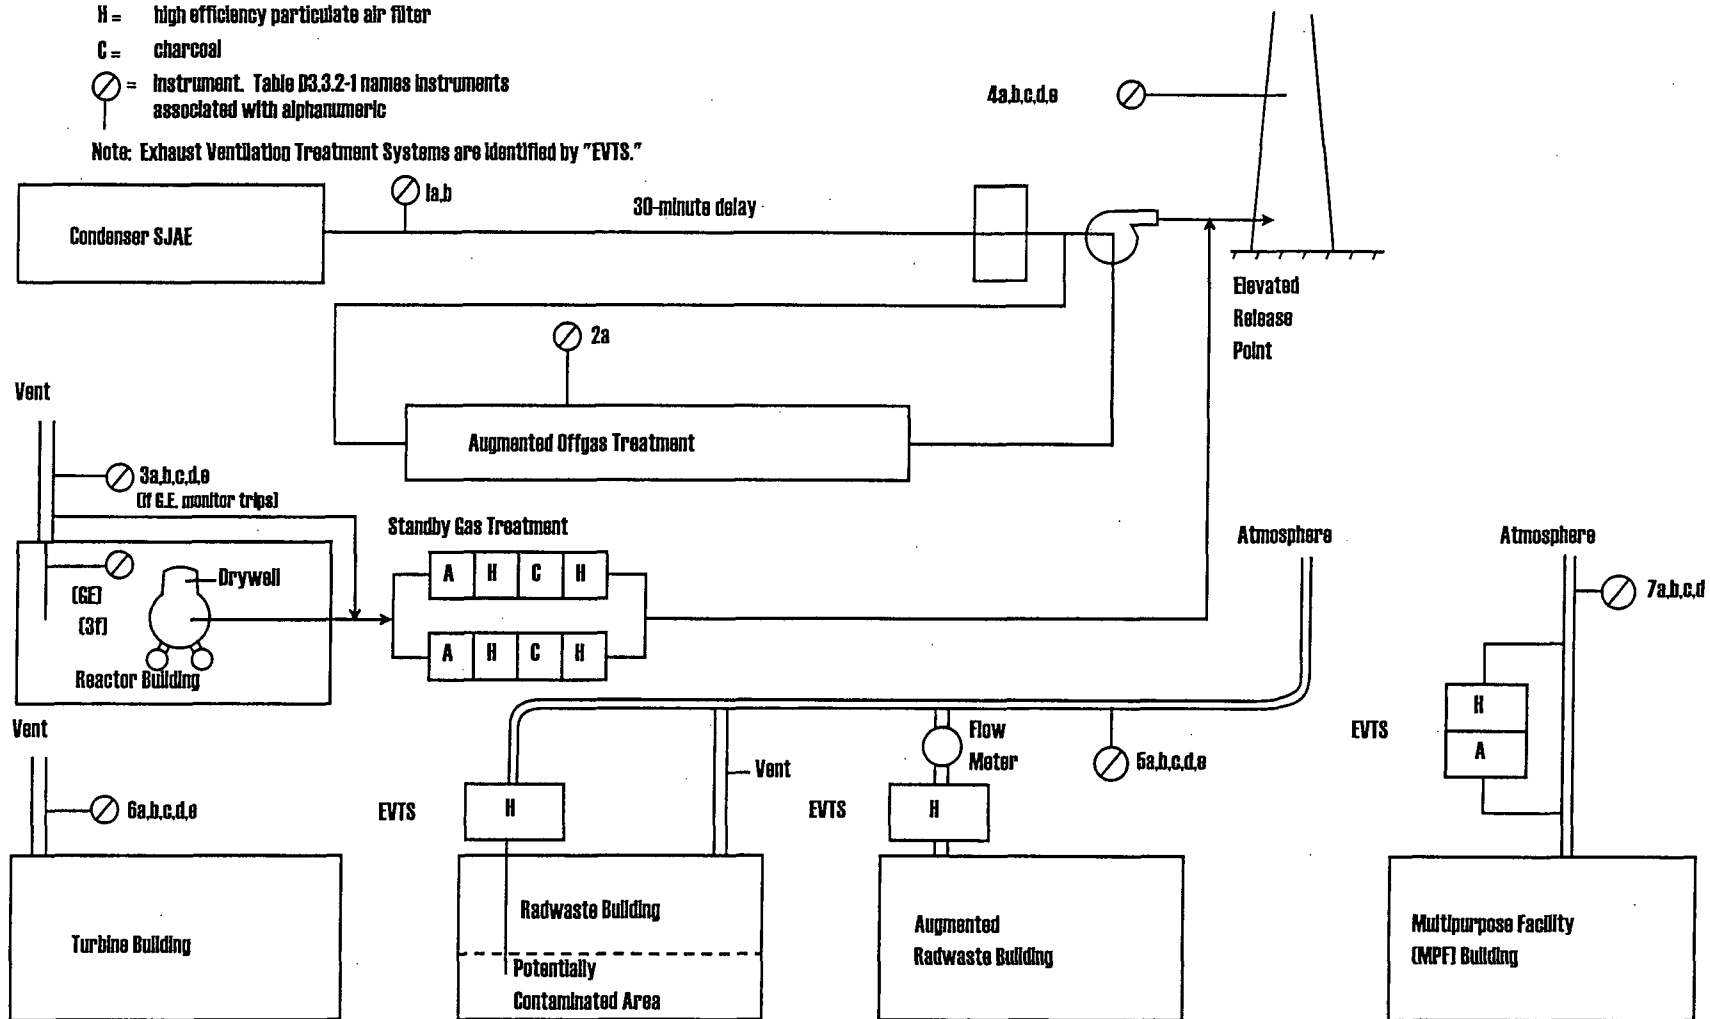 H = high efficiency particulate air filter
C = charcoal
= Instrument. Table D3.3.2-1 names instruments
associated with alphanumeric
Note: Exhaust Ventilation Treatment Systems are identified by "EVTS."
4a,b,c,d,e
Condenser SJAE
1a,b
30-minute delay
Elevated
Release
Point
2a
Augmented Offgas Treatment
Vent
3a,b,c,d,e
(if G.E. monitor trips)
Standby Gas Treatment
A H C H
A H C H
(GE)
(3f)
Drywell
Reactor Building
Atmosphere
Atmosphere
7a,b,c,d
EVTS
H
A
Vent
6a,b,c,d,e
Turbine Building
EVTS
H
Vent
Radwaste Building
Potentially
Contaminated Area
EVTS
H
Flow
Meter
5a,b,c,d,e
Augmented
Radwaste Building
Multipurpose Facility
(MPF) Building